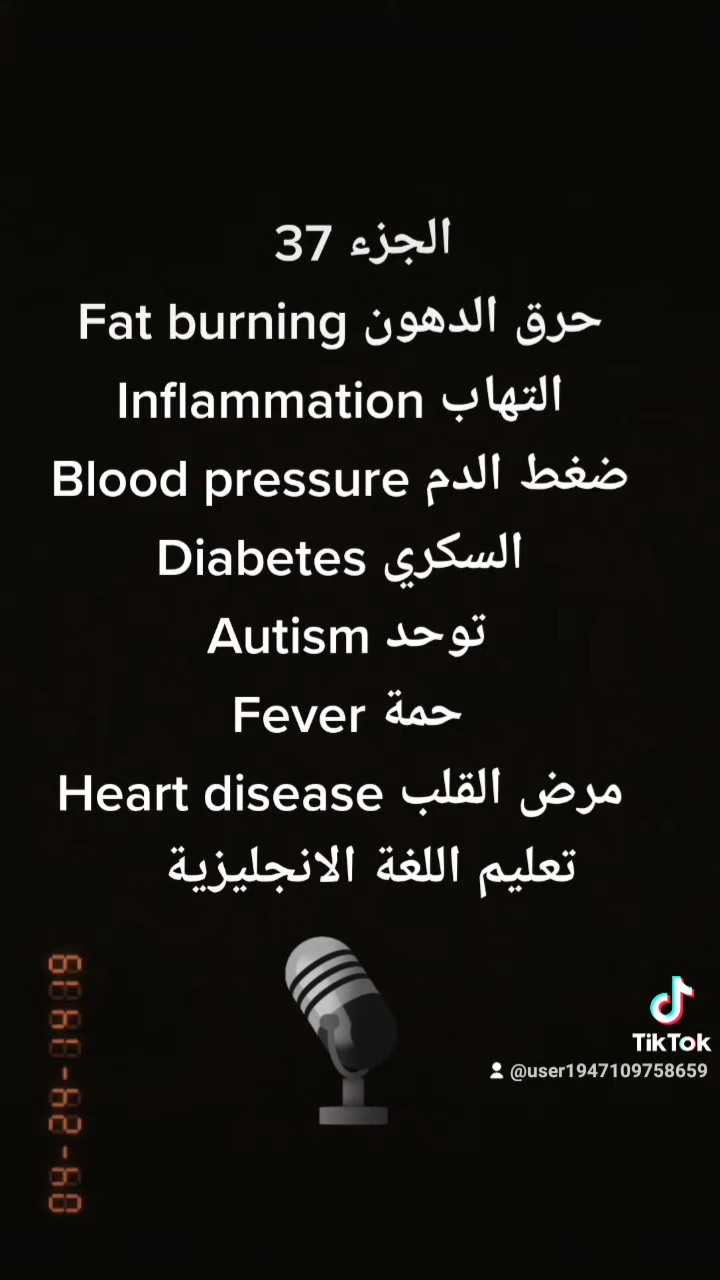 الجزء 37
حرق الدهون Fat burning
التهاب Inflammation
ضغط الدم Blood pressure
السكري Diabetes
توحد Autism
حمة Fever
مرض القلب Heart disease
تعليم اللغة الانجليزية
TikTok
@user1947109758659